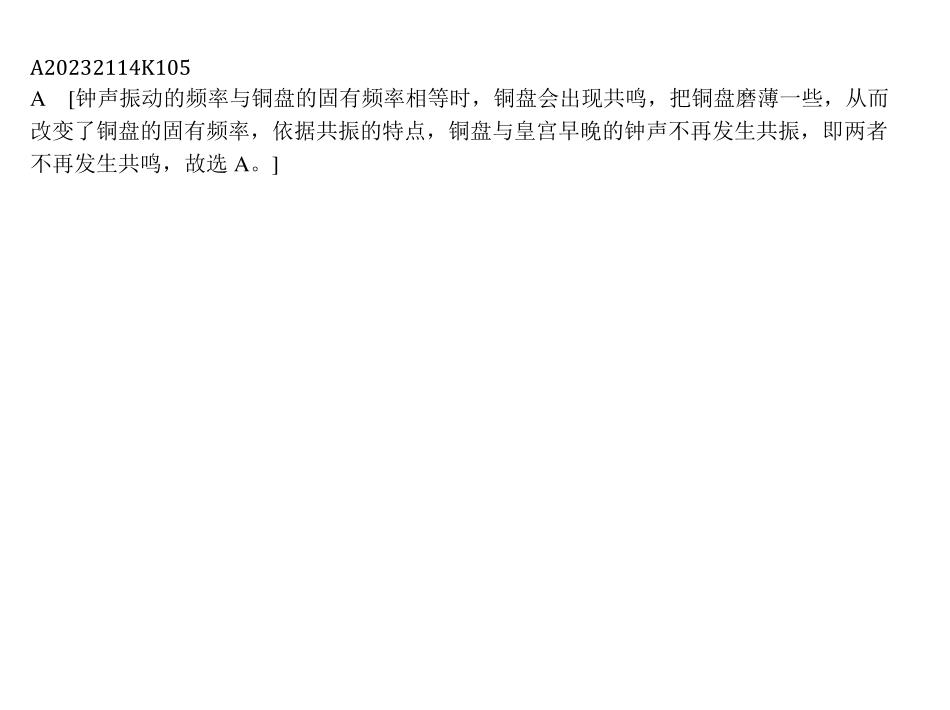 A20232114K105
A [钟声振动的频率与铜盘的固有频率相等时，铜盘会出现共鸣，把铜盘磨薄一些，从而
改变了铜盘的固有频率，依据共振的特点，铜盘与皇宫早晚的钟声不再发生共振，即两者
不再发生共鸣，故选 A。]